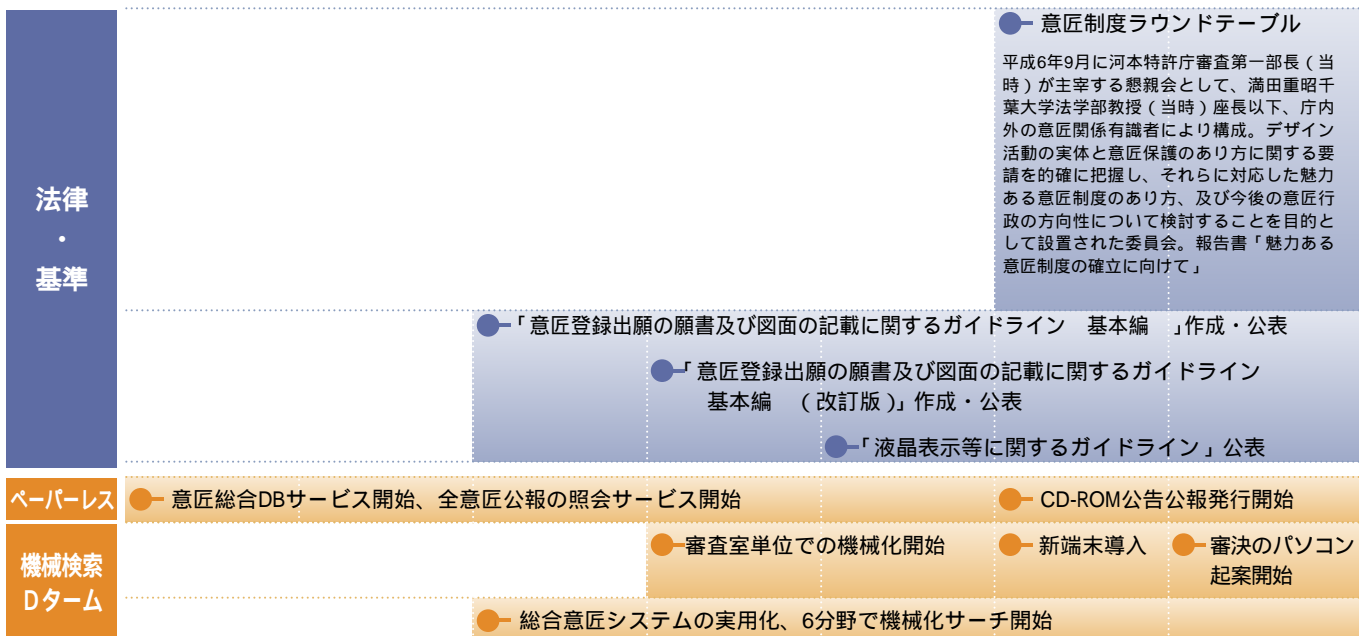 法律
・
基準
意匠制度ラウンドテーブル
平成6年9月に河本特許庁審査第一部長（当
時）が主宰する懇親会として、満田重昭千
葉大学法学部教授（当時）座長以下、庁内
外の意匠関係有識者により構成。デザイン
活動の実体と意匠保護のあり方に関する要
請を的確に把握し、それらに対応した魅力
ある意匠制度のあり方、及び今後の意匠行
政の方向性について検討することを目的と
して設置された委員会。報告書「魅力ある
意匠制度の確立に向けて」
「意匠登録出願の願書及び図面の記載に関するガイドライン　基本編　」作成・公表
「意匠登録出願の願書及び図面の記載に関するガイドライン
基本編　（改訂版）」作成・公表
「液晶表示等に関するガイドライン」公表
ペーパーレス
意匠総合DBサービス開始、全意匠公報の照会サービス開始
CD-ROM公告公報発行開始
機械検索
Dターム
審査室単位での機械化開始
新端末導入
審決のパソコン
起案開始
総合意匠システムの実用化、6分野で機械化サーチ開始